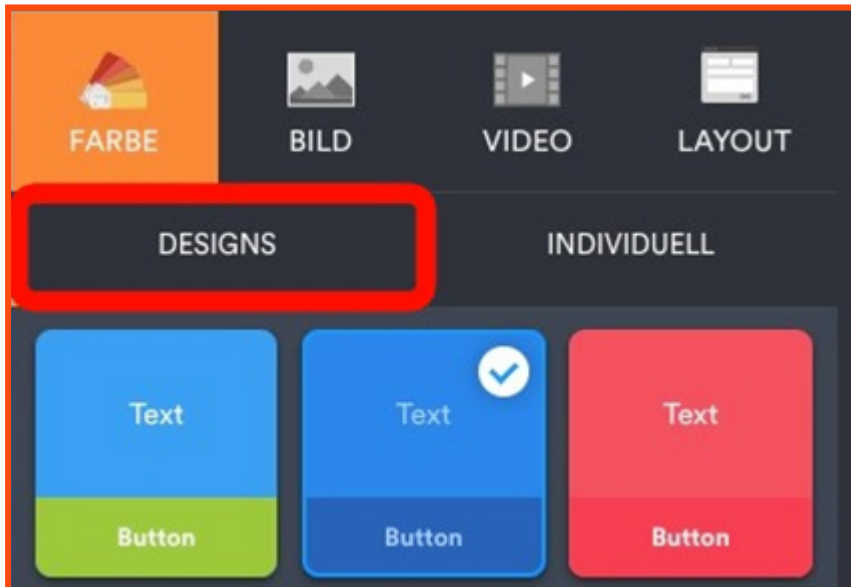 FARBE BILD VIDEO LAYOUT
DESIGNS INDIVIDUELL
Text Text Text
Button Button Button